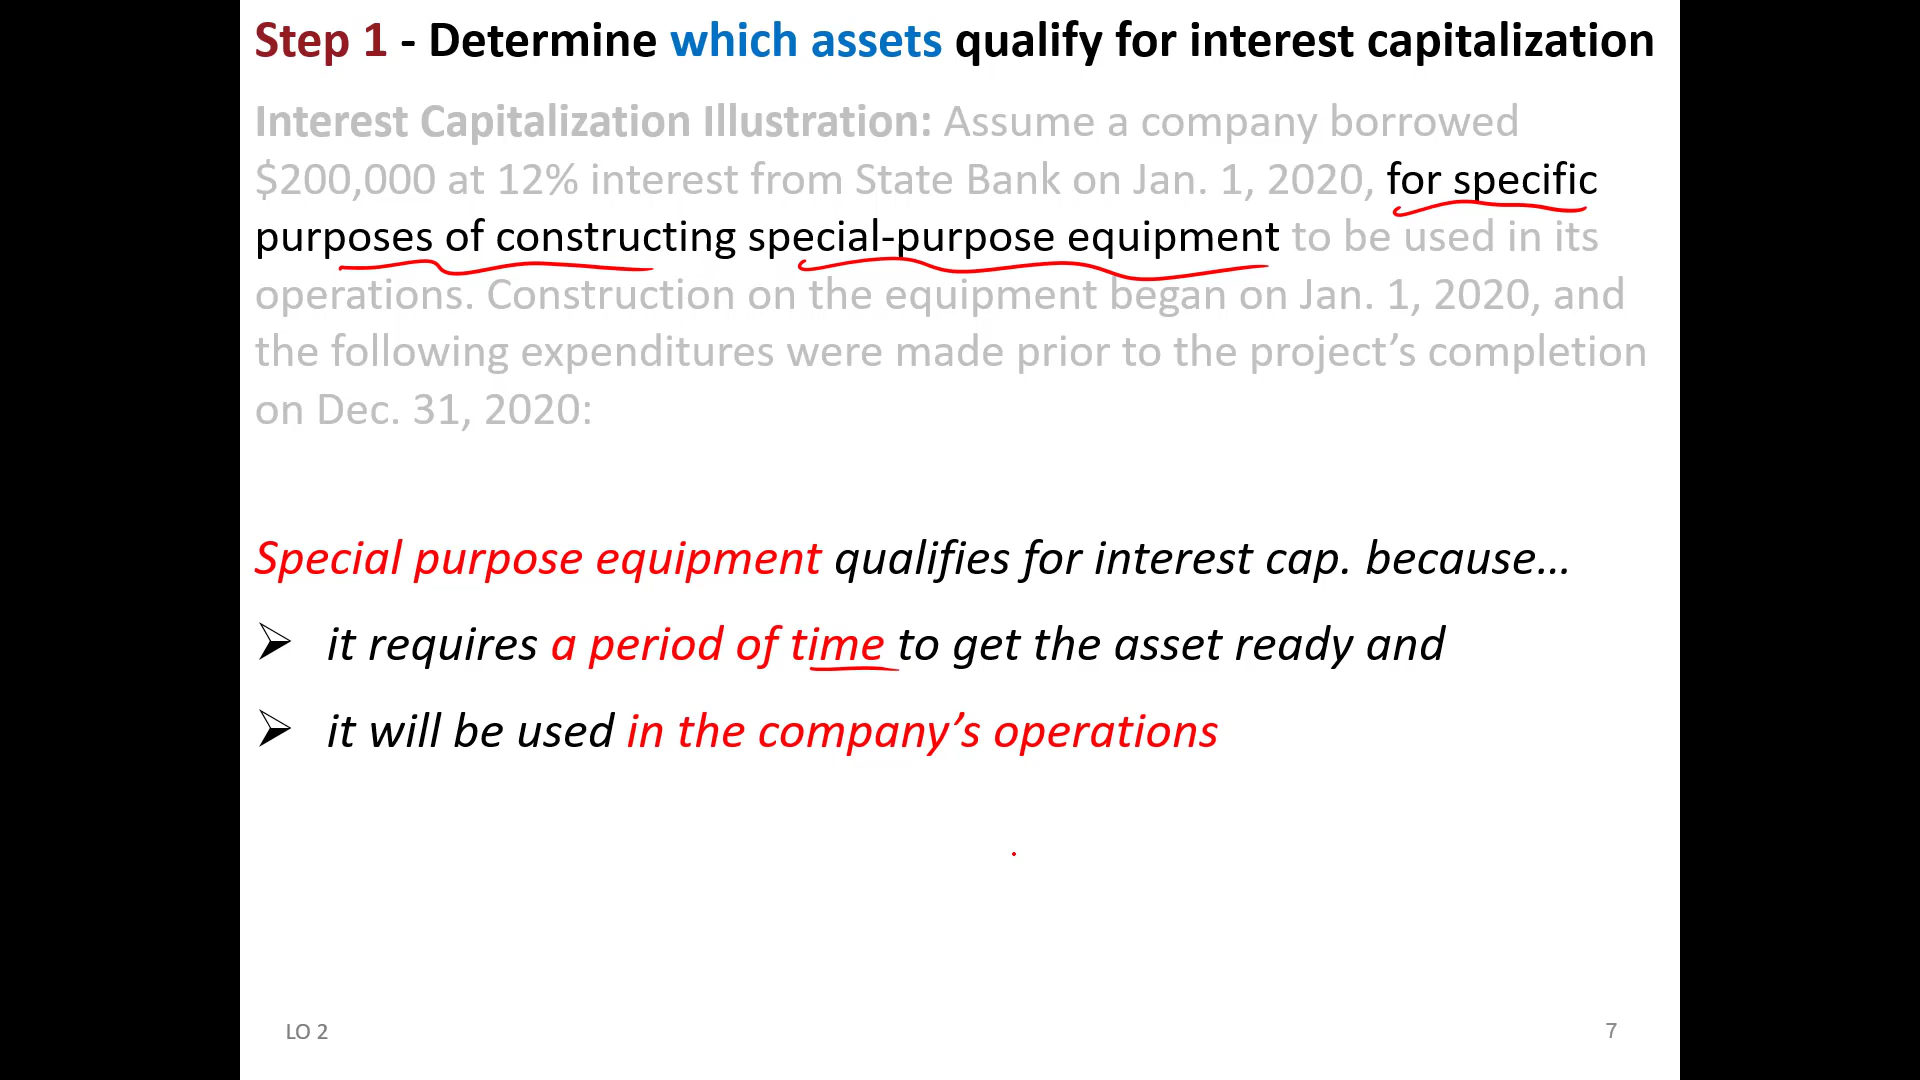 Step 1 - Determine which assets qualify for interest capitalization
Interest Capitalization Illustration: Assume a company borrowed
$200,000 at 12% interest from State Bank on Jan. 1, 2020, for specific
purposes of constructing special-purpose equipment to be used in its
operations. Construction on the equipment began on Jan. 1, 2020, and
the following expenditures were made prior to the project’s completion
on Dec. 31, 2020:
Special purpose equipment qualifies for interest cap. because…
➢ it requires a period of time to get the asset ready and
➢ it will be used in the company’s operations
LO 2
7